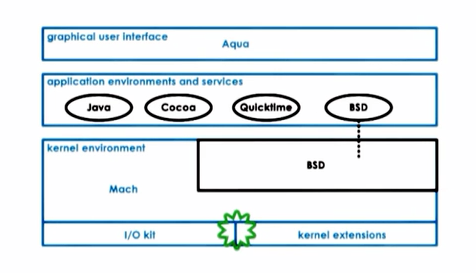 graphical user interface
Aqua
application environments and services
Java Cocoa Quicktime BSD
kernel environment
BSD
Mach
I/O kit kernel extensions